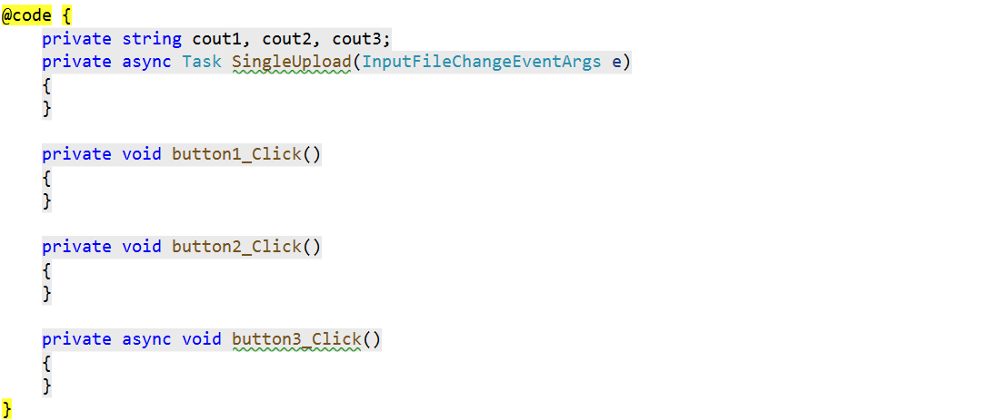 @code {
    private string cout1, cout2, cout3;
    private async Task SingleUpload(InputFileChangeEventArgs e)
    {
    }

    private void button1_Click()
    {
    }

    private void button2_Click()
    {
    }

    private async void button3_Click()
    {
    }
}